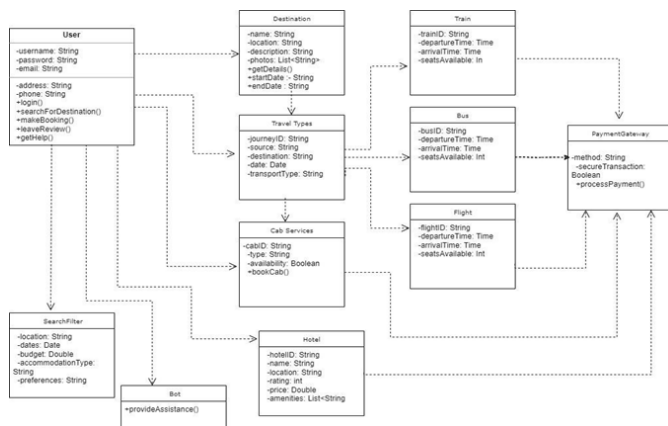 User
-username: String
-password: String
-email: String
-address: String
-phone: String
+login()
+searchForDestination()
+makeBooking()
+leaveReview()
+getHelp()
Destination
-name: String
-location: String
-description: String
-photos: List<String>
+getDetails()
+startDate :- String
+endDate : String
Train
-trainID: String
-departureTime: Time
-arrivalTime: Time
-seatsAvailable: In
Travel Types
-journeyID: String
-source: String
-destination: String
-date: Date
-transportType: String
Bus
-busID: String
-departureTime: Time
-arrivalTime: Time
-seatsAvailable: Int
PaymentGateway
-method: String
-secureTransaction:
Boolean
+processPayment()
Cab Services
-cabID: String
-type: String
-availability: Boolean
+bookCab()
Flight
-flightID: String
-departureTime: Time
-arrivalTime: Time
-seatsAvailable: Int
SearchFilter
-location: String
-dates: Date
-budget: Double
-accommodationType:
String
-preferences: String
Bot
+provideAssistance()
Hotel
-hotelID: String
-name: String
-location: String
-rating: int
-price: Double
-amenities: List<String